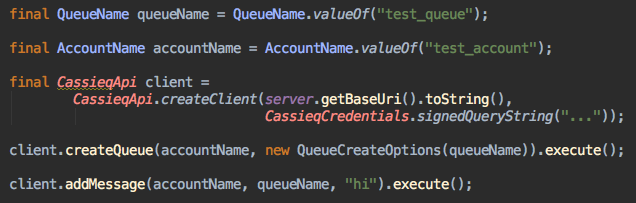 final QueueName queueName = QueueName.valueOf("test_queue");
final AccountName accountName = AccountName.valueOf("test_account");
final CassieqApi client =
CassieqApi.createClient(server.getBaseUri().toString(),
CassieqCredentials.signedQueryString("..."));
client.createQueue(accountName, new QueueCreateOptions(queueName)).execute();
client.addMessage(accountName, queueName, "hi").execute();